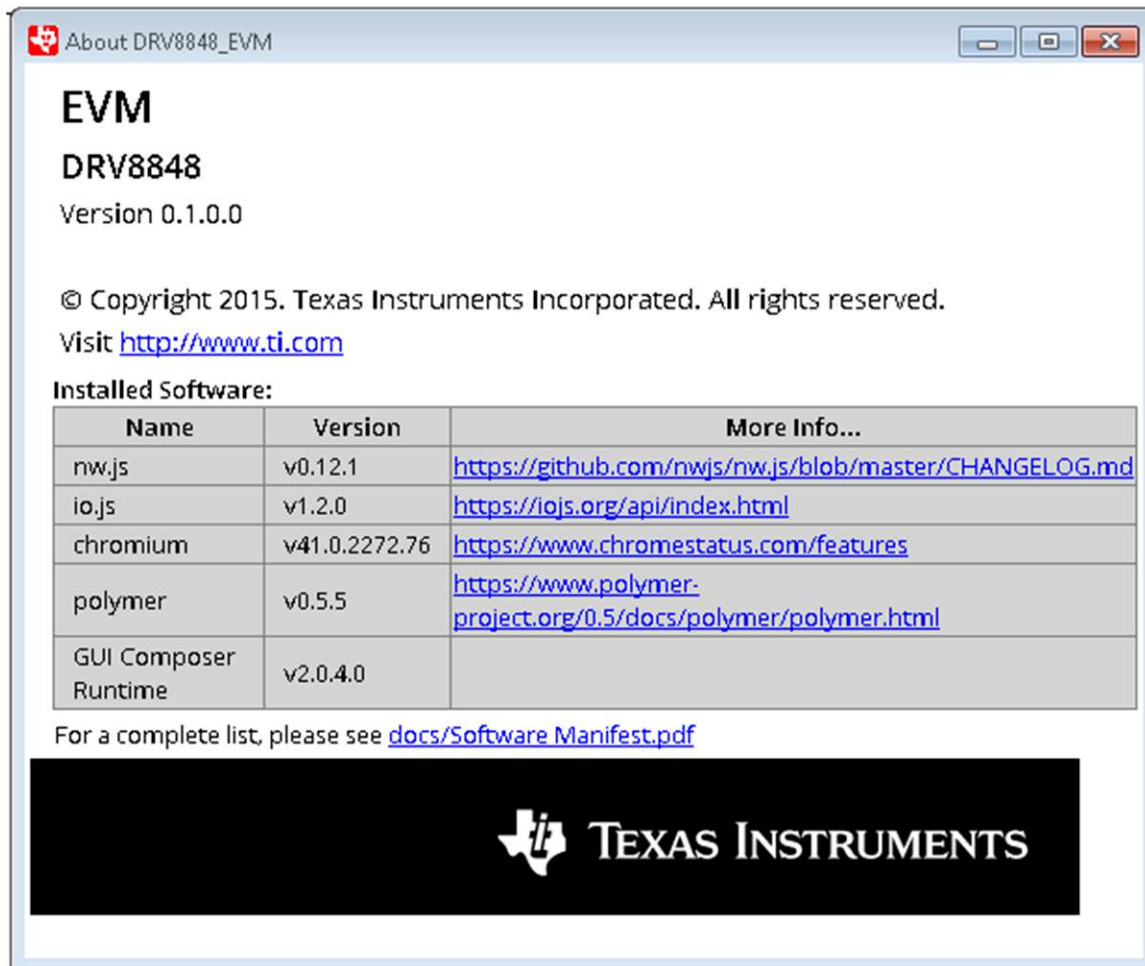 About DRV8848_EVM
EVM
DRV8848
Version 0.1.0.0
© Copyright 2015. Texas Instruments Incorporated. All rights reserved.
Visit http://www.ti.com
Installed Software:
Name Version More Info...
nw.js v0.12.1 https://github.com/nwjs/nw.js/blob/master/CHANGELOG.md
io.js v1.2.0 https://iojs.org/api/index.html
chromium v41.0.2272.76 https://www.chromestatus.com/features
polymer v0.5.5 https://www.polymer-
project.org/0.5/docs/polymer/polymer.html
GUI Composer
Runtime v2.0.4.0
For a complete list, please see docs/Software Manifest.pdf
ti TEXAS INSTRUMENTS